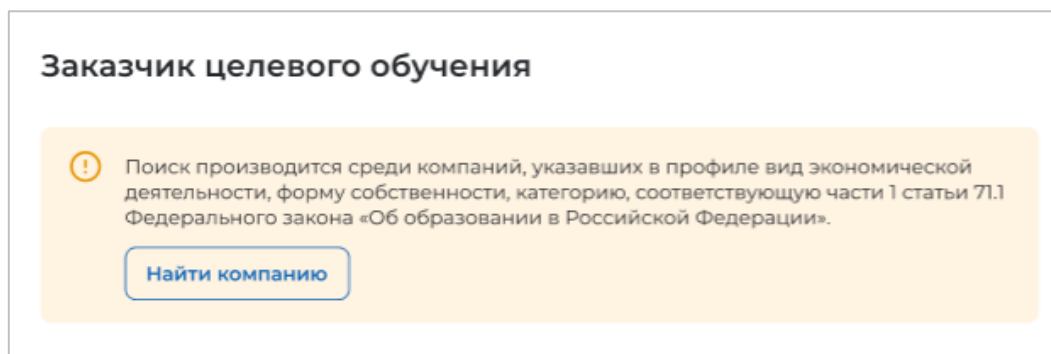 Заказчик целевого обучения
Поиск производится среди компаний, указавших в профиле вид экономической
деятельности, форму собственности, категорию, соответствующую части 1 статьи 71.1
Федерального закона «Об образовании в Российской Федерации».
Найти компанию